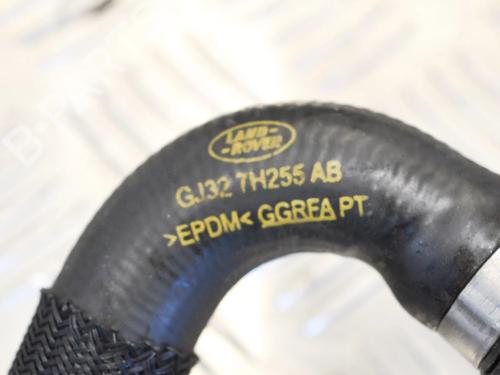 LAND-
ROVER
GJ32 7H255 AB
>EPDM< GGRFA PT